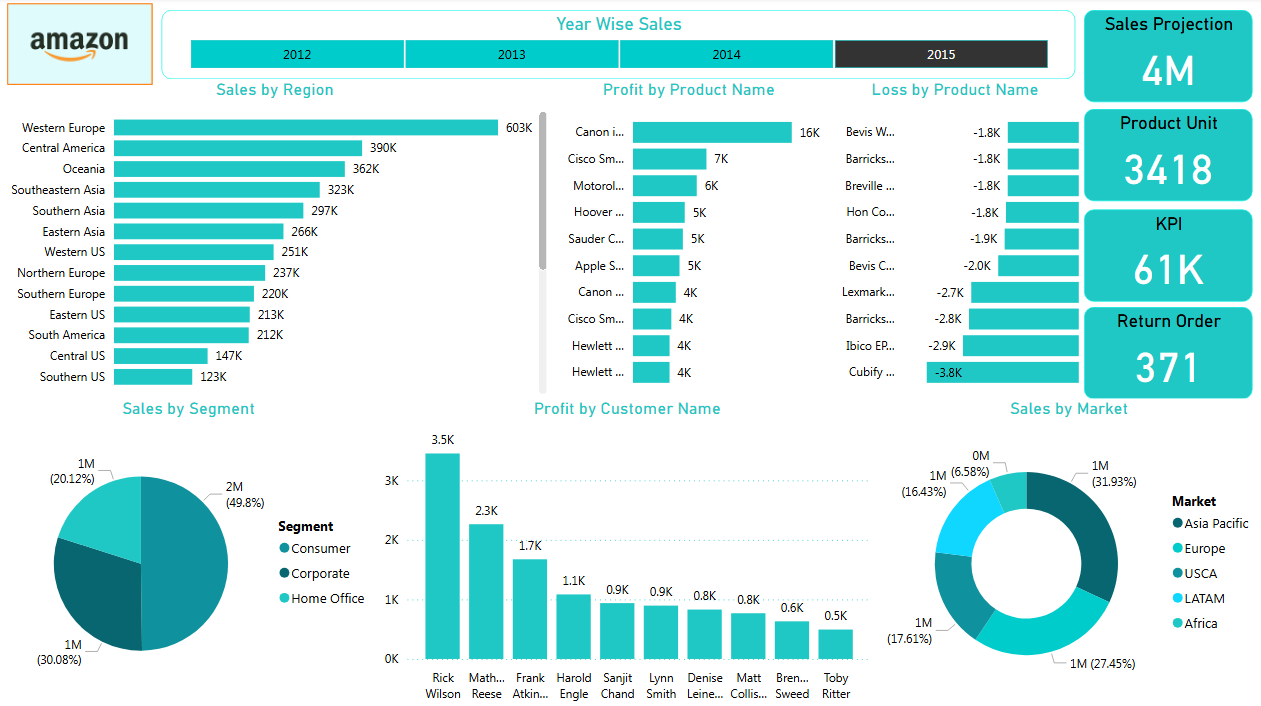 amazon
Year Wise Sales
2012 2013 2014 2015
Sales Projection
4M
Product Unit
3418
KPI
61K
Return Order
371
Sales by Region
Western Europe 603K
Central America 390K
Oceania 362K
Southeastern Asia 323K
Southern Asia 297K
Eastern Asia 266K
Western US 251K
Northern Europe 237K
Southern Europe 220K
Eastern US 213K
South America 212K
Central US 147K
Southern US 123K
Profit by Product Name
Canon i... 16K
Cisco Sm... 7K
Motorol... 6K
Hoover ... 5K
Sauder C... 5K
Apple S... 5K
Canon ... 4K
Cisco Sm... 4K
Hewlett ... 4K
Hewlett ... 4K
Loss by Product Name
Bevis W... -1.8K
Barricks... -1.8K
Breville ... -1.8K
Hon Co... -1.8K
Barricks... -1.9K
Bevis C... -2.0K
Lexmark... -2.7K
Barricks... -2.8K
Ibico EP... -2.9K
Cubify ... -3.8K
Sales by Segment
1M
(20.12%)
2M
(49.8%)
1M
(30.08%)
Segment
Consumer
Corporate
Home Office
Profit by Customer Name
3K
2K
1K
0K
3.5K 2.3K 1.7K 1.1K 0.9K 0.9K 0.8K 0.8K 0.6K 0.5K
Rick Math... Frank Harold Sanjit Lynn Denise Matt Bren... Toby
Wilson Reese Atkin... Engle Chand Smith Leine... Collis... Sweed Ritter
Sales by Market
0M
(6.58%)
1M
(31.93%)
1M
(16.43%)
1M
(17.61%)
1M (27.45%)
Market
Asia Pacific
Europe
USCA
LATAM
Africa